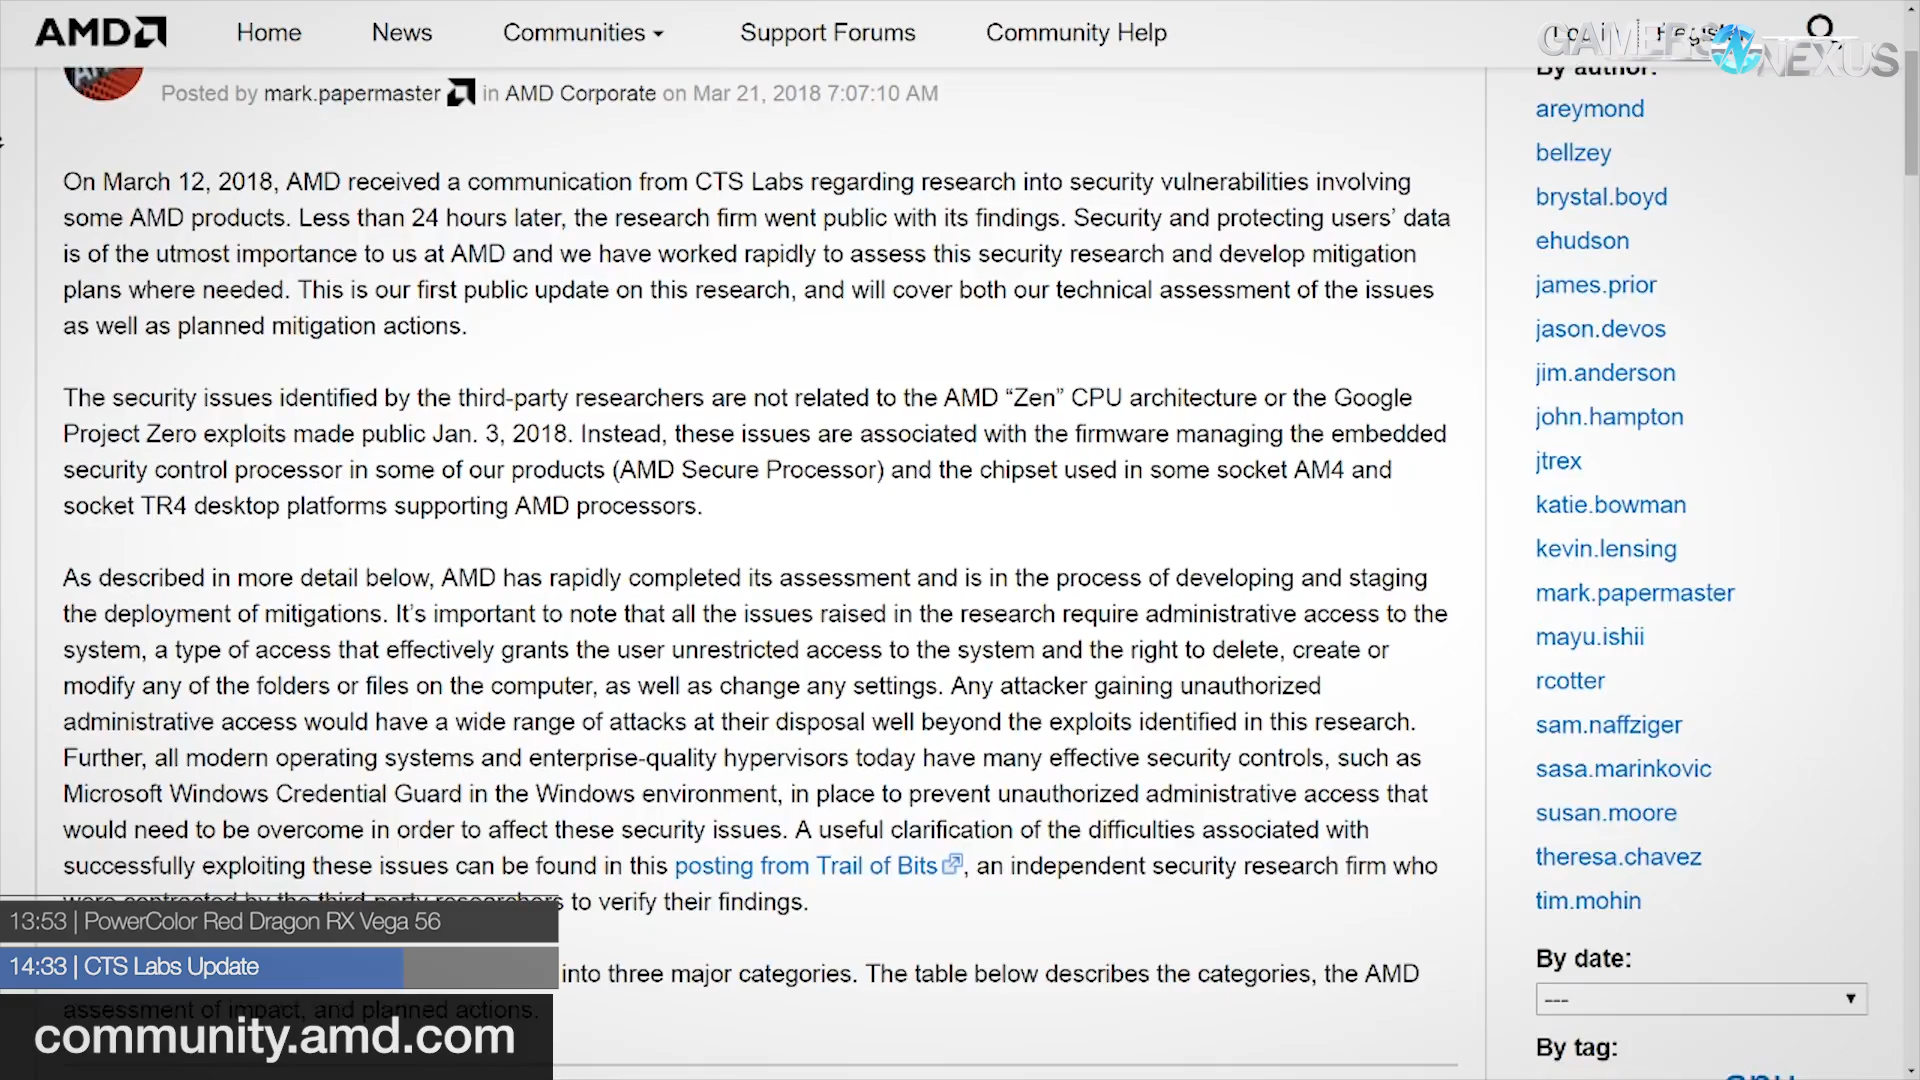 AMD
Home
News
Communities
Support Forums
Community Help
Log in
Register
GAMERS NEXUS
Posted by mark.papermaster in AMD Corporate on Mar 21, 2018 7:07:10 AM
On March 12, 2018, AMD received a communication from CTS Labs regarding research into security vulnerabilities involving
some AMD products. Less than 24 hours later, the research firm went public with its findings. Security and protecting users’ data
is of the utmost importance to us at AMD and we have worked rapidly to assess this security research and develop mitigation
plans where needed. This is our first public update on this research, and will cover both our technical assessment of the issues
as well as planned mitigation actions.
The security issues identified by the third-party researchers are not related to the AMD “Zen” CPU architecture or the Google
Project Zero exploits made public Jan. 3, 2018. Instead, these issues are associated with the firmware managing the embedded
security control processor in some of our products (AMD Secure Processor) and the chipset used in some socket AM4 and
socket TR4 desktop platforms supporting AMD processors.
As described in more detail below, AMD has rapidly completed its assessment and is in the process of developing and staging
the deployment of mitigations. It’s important to note that all the issues raised in the research require administrative access to the
system, a type of access that effectively grants the user unrestricted access to the system and the right to delete, create or
modify any of the folders or files on the computer, as well as change any settings. Any attacker gaining unauthorized
administrative access would have a wide range of attacks at their disposal well beyond the exploits identified in this research.
Further, all modern operating systems and enterprise-quality hypervisors today have many effective security controls, such as
Microsoft Windows Credential Guard in the Windows environment, in place to prevent unauthorized administrative access that
would need to be overcome in order to affect these security issues. A useful clarification of the difficulties associated with
successfully exploiting these issues can be found in this posting from Trail of Bits, an independent security research firm who
were contracted by the third-party researchers to verify their findings.
into three major categories. The table below describes the categories, the AMD
assessment of impact, and planned actions.
13:53 | PowerColor Red Dragon RX Vega 56
14:33 | CTS Labs Update
community.amd.com
By author:
areymond
bellzey
brystal.boyd
ehudson
james.prior
jason.devos
jim.anderson
john.hampton
jtrex
katie.bowman
kevin.lensing
mark.papermaster
mayu.ishii
rcotter
sam.naffziger
sasa.marinkovic
susan.moore
theresa.chavez
tim.mohin
By date:
---
By tag: